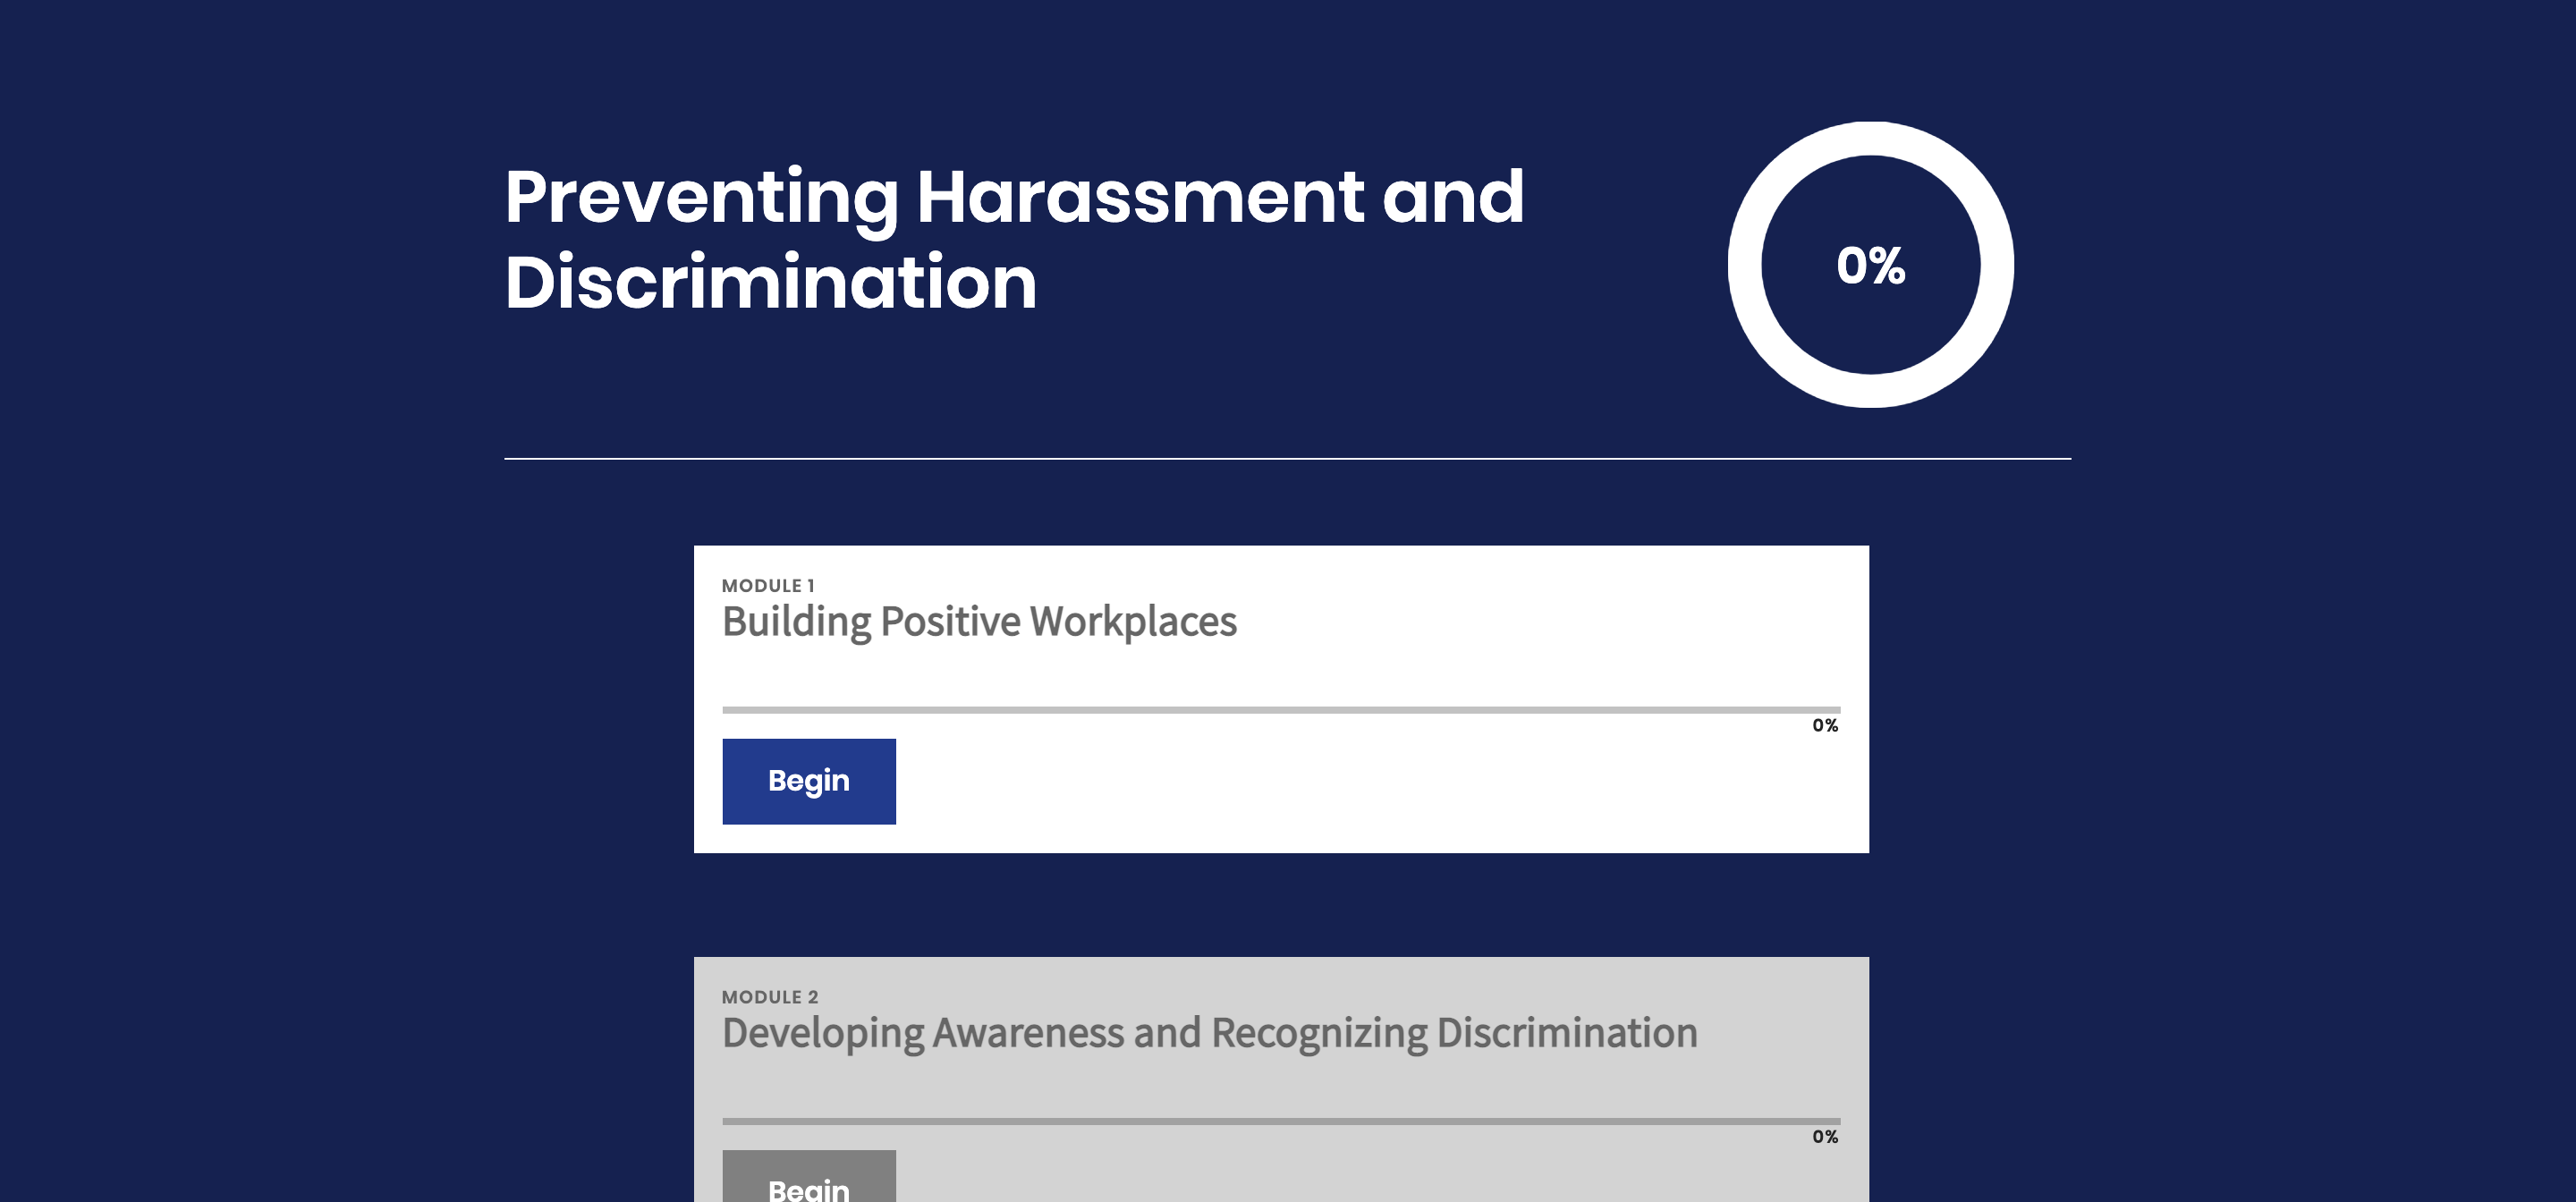 Preventing Harassment and
Discrimination
0%
MODULE 1
Building Positive Workplaces
0%
Begin
MODULE 2
Developing Awareness and Recognizing Discrimination
0%
Begin